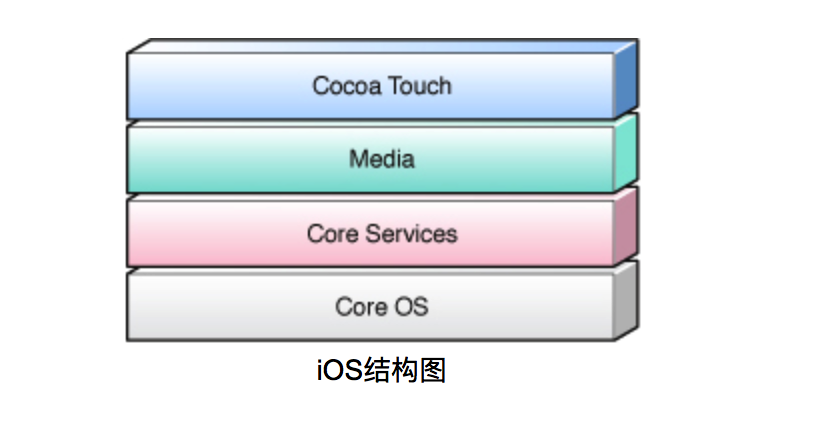 Cocoa Touch
Media
Core Services
Core OS
iOS结构图